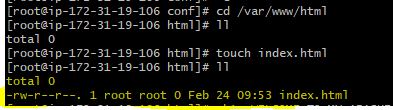 [root@ip-172-31-19-106 conf]# cd /var/www/html
[root@ip-172-31-19-106 html]# ll
total 0
[root@ip-172-31-19-106 html]# touch index.html
[root@ip-172-31-19-106 html]# ll
total 0
-rw-r--r--. 1 root root 0 Feb 24 09:53 index.html